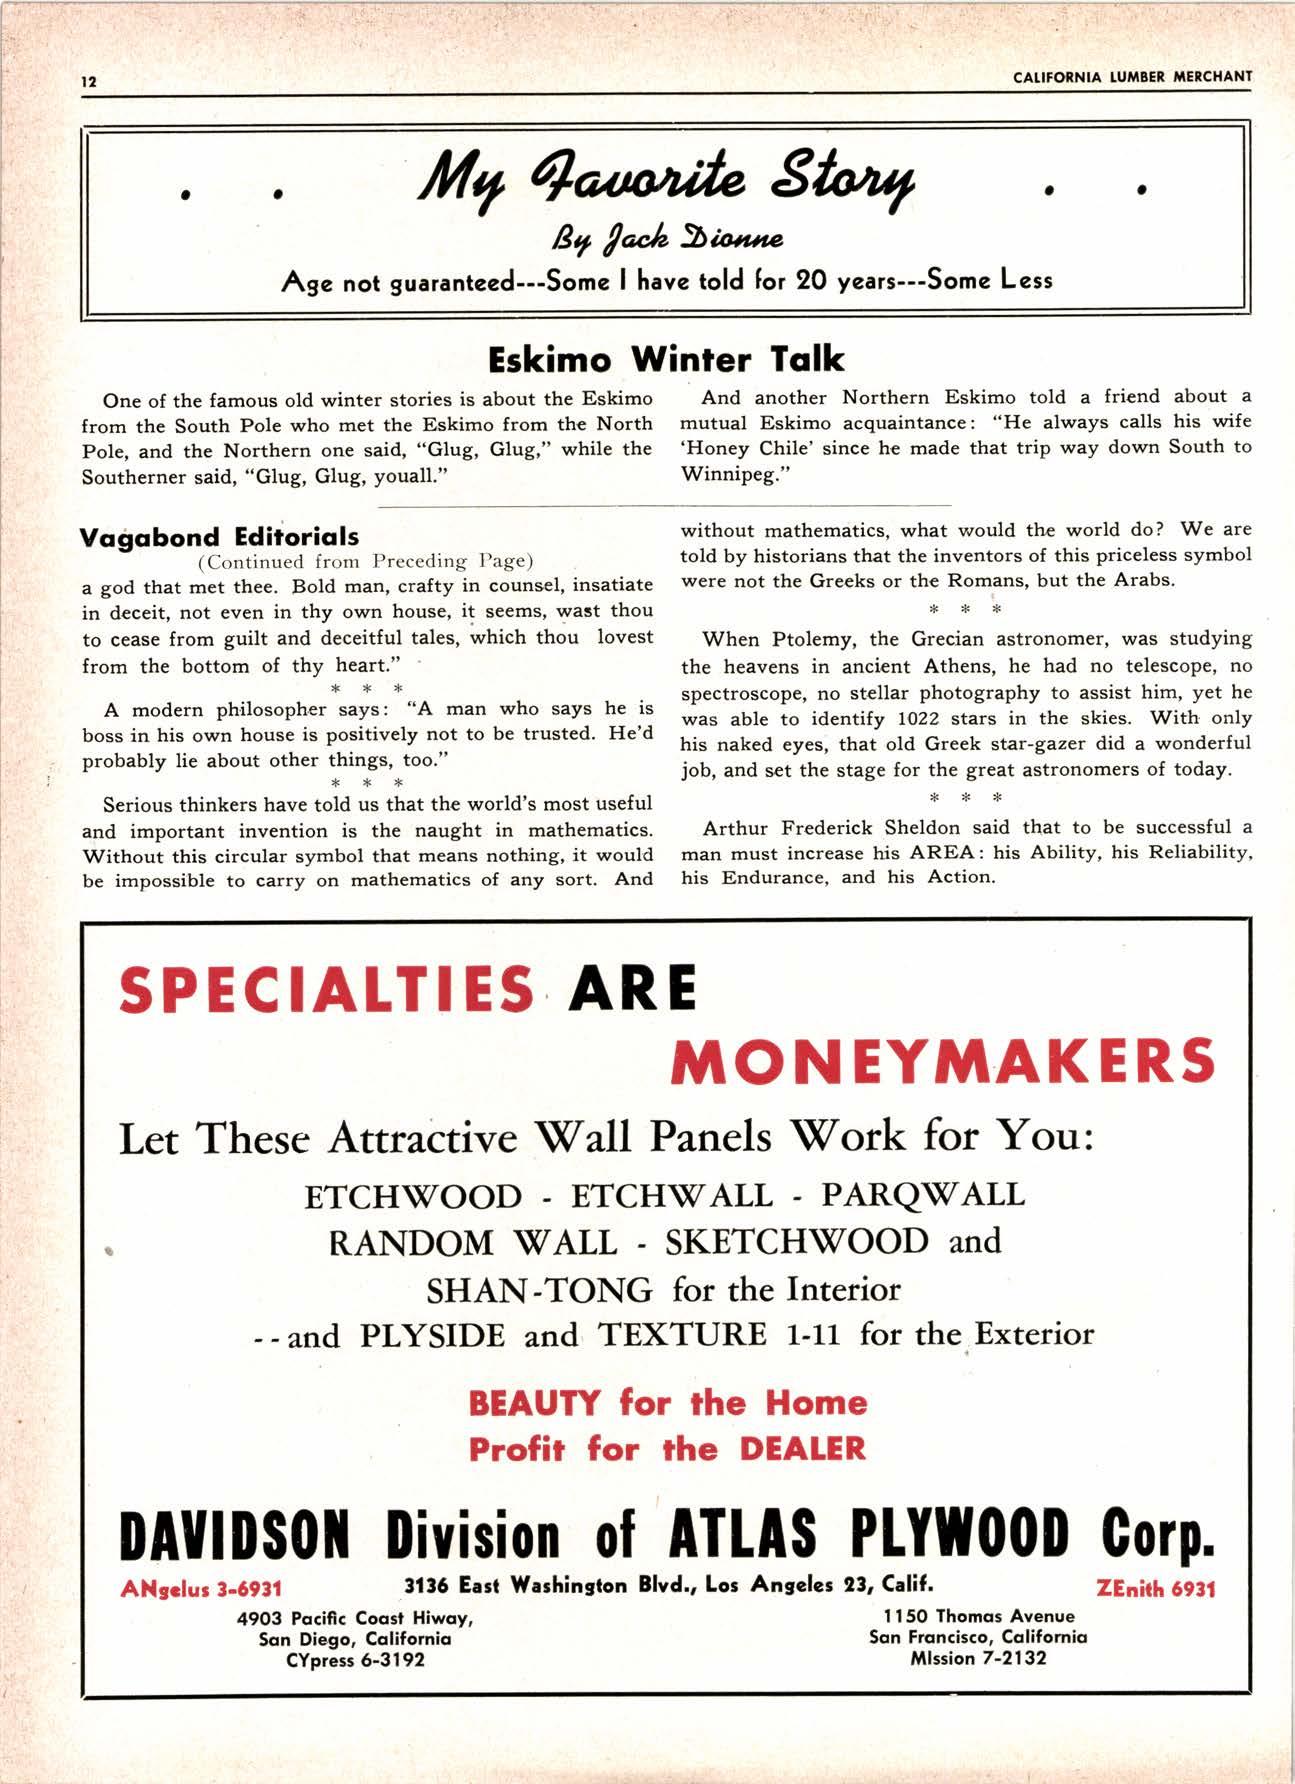 12
CALIFORNIA LUMBER MERCHANT
My Favorite Story
By Jack Dionne
Age not guaranteed---Some I have told for 20 years---Some Less
Eskimo Winter Talk
One of the famous old winter stories is about the Eskimo
from the South Pole who met the Eskimo from the North
Pole, and the Northern one said, "Glug, Glug," while the
Southerner said, "Glug, Glug, youall."
And another Northern Eskimo told a friend about a
mutual Eskimo acquaintance: "He always calls his wife
'Honey Chile' since he made that trip way down South to
Winnipeg."
Vagabond Editorials
(Continued from Preceding Page)
a god that met thee. Bold man, crafty in counsel, insatiate
in deceit, not even in thy own house, it seems, wast thou
to cease from guilt and deceitful tales, which thou lovest
from the bottom of thy heart."
* * *
A modern philosopher says: "A man who says he is
boss in his own house is positively not to be trusted. He'd
probably lie about other things, too."
* * *
Serious thinkers have told us that the world's most useful
and important invention is the naught in mathematics.
Without this circular symbol that means nothing, it would
be impossible to carry on mathematics of any sort. And
without mathematics, what would the world do? We are
told by historians that the inventors of this priceless symbol
were not the Greeks or the Romans, but the Arabs.
* * *
When Ptolemy, the Grecian astronomer, was studying
the heavens in ancient Athens, he had no telescope, no
spectroscope, no stellar photography to assist him, yet he
was able to identify 1022 stars in the skies. With only
his naked eyes, that old Greek star-gazer did a wonderful
job, and set the stage for the great astronomers of today.
* * *
Arthur Frederick Sheldon said that to be successful a
man must increase his AREA: his Ability, his Reliability,
his Endurance, and his Action.
SPECIALTIES ARE
MONEYMAKERS
Let These Attractive Wall Panels Work for You:
ETCHWOOD - ETCHWALL - PARQWALL
RANDOM WALL - SKETCHWOOD and
SHAN-TONG for the Interior
--and PLYSIDE and TEXTURE 1-11 for the Exterior
BEAUTY for the Home
Profit for the DEALER
DAVIDSON Division of ATLAS PLYWOOD Corp.
ANgelus 3-6931
3136 East Washington Blvd., Los Angeles 23, Calif.
ZEnith 6931
4903 Pacific Coast Hiway,
San Diego, California
CYpress 6-3192
1150 Thomas Avenue
San Francisco, California
MIssion 7-2132